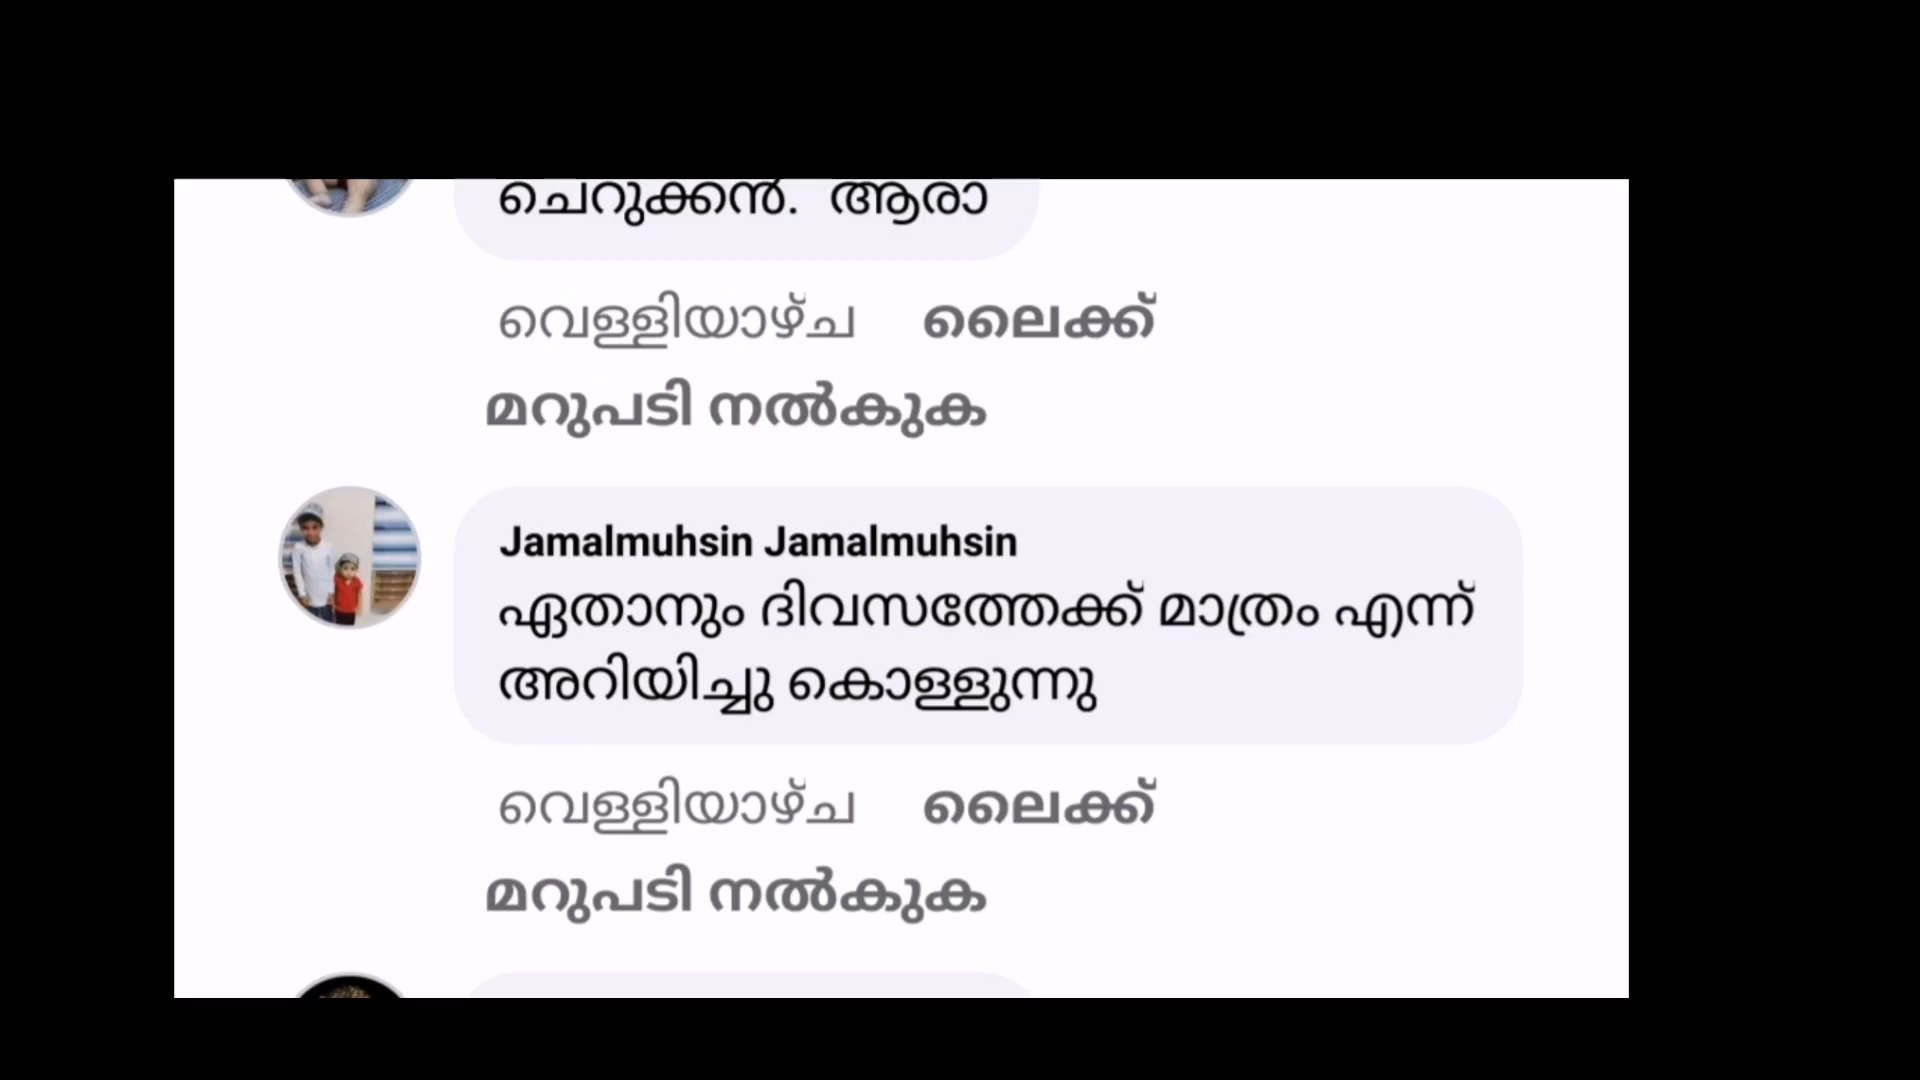 ചെറുക്കൻ. ആരാ
വെള്ളിയാഴ്ച ലൈക്ക്
മറുപടി നൽകുക
Jamalmuhsin Jamalmuhsin
ഏതാനും ദിവസത്തേക്ക് മാത്രം എന്ന്
അറിയിച്ചു കൊള്ളുന്നു
വെള്ളിയാഴ്ച ലൈക്ക്
മറുപടി നൽകുക